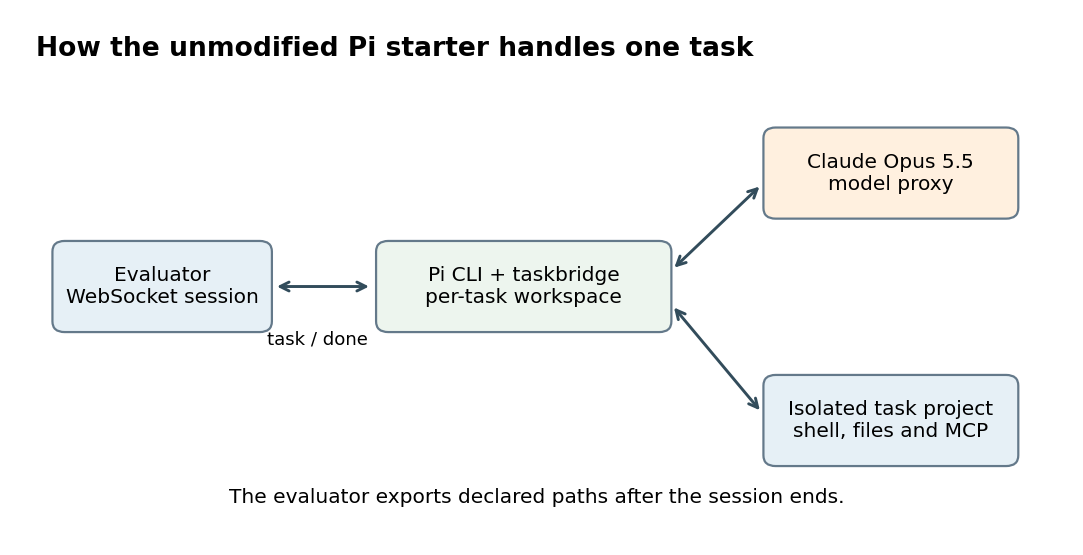 How the unmodified Pi starter handles one task
Claude Opus 5.5
model proxy
Evaluator
WebSocket session
Pi CLI + taskbridge
per-task workspace
task / done
Isolated task project
shell, files and MCP
The evaluator exports declared paths after the session ends.